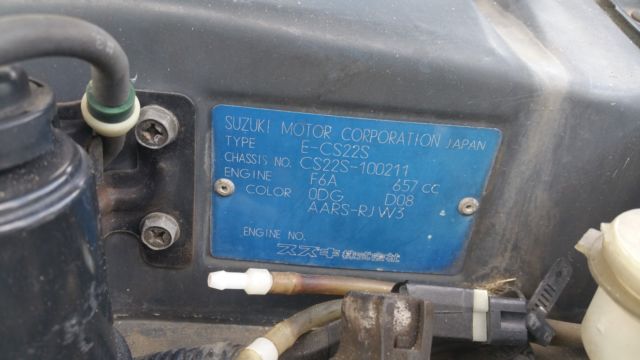 SUZUKI MOTOR CORPORATION JAPAN
TYPE E-CS22S
CHASSIS NO. CS22S-100211
ENGINE F6A 657 CC
COLOR 0DG D08
AARS-RJW3
ENGINE NO.
スズキ株式会社